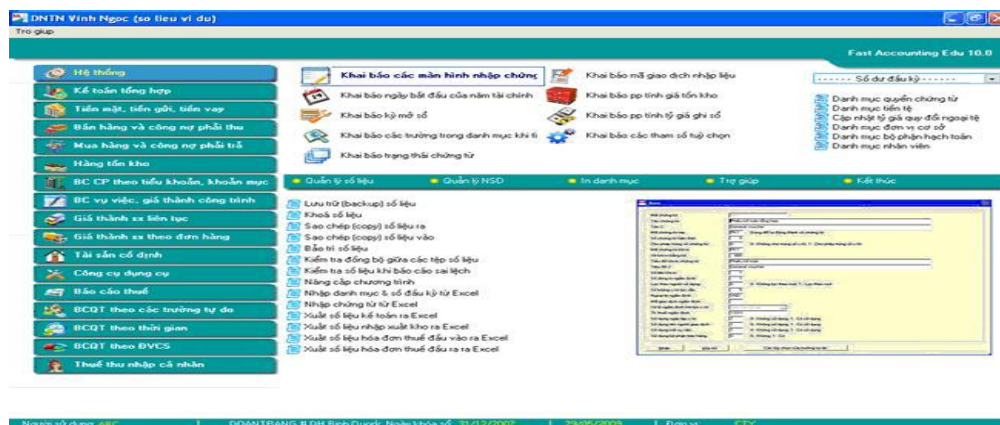 DNTN Vinh Ngoc (so lieu vi du)
Tro giup
Fast Accounting Edu 10.0
Hệ thống
Kế toán tổng hợp
Tiền mặt, tiền gửi, tiền vay
Bán hàng và công nợ phải thu
Mua hàng và công nợ phải trả
Hàng tồn kho
BC CP theo tiểu khoản, khoản mục
BC vụ việc, giá thành công trình
Giá thành sx liên tục
Giá thành sx theo đơn hàng
Tài sản cố định
Công cụ dụng cụ
Báo cáo thuế
BCQT theo các trường tự do
BCQT theo thời gian
BCQT theo ĐVCS
Thuế thu nhập cá nhân
Khai báo các màn hình nhập chứng
Khai báo ngày bắt đầu của năm tài chính
Khai báo kỳ mở sổ
Khai báo các trường trong danh mục khi ti
Khai báo trạng thái chứng từ
Khai báo mã giao dịch nhập liệu
Khai báo pp tính giá tồn kho
Khai báo pp tính tỷ giá ghi sổ
Khai báo các tham số tuỳ chọn
------ Số dư đầu kỳ ------
Danh mục quyển chứng từ
Danh mục tiền tệ
Cập nhật tỷ giá quy đổi ngoại tệ
Danh mục đơn vị cơ sở
Danh mục bộ phận hạch toán
Danh mục nhân viên
Quản lý số liệu
Quản lý NSD
In danh mục
Trợ giúp
Kết thúc
Lưu trữ (backup) số liệu
Khoá số liệu
Sao chép (copy) số liệu ra
Sao chép (copy) số liệu vào
Bảo trì số liệu
Kiểm tra đồng bộ giữa các tệp số liệu
Kiểm tra số liệu khi báo cáo sai lệch
Nâng cấp chương trình
Nhập danh mục & số đầu kỳ từ Excel
Nhập chứng từ từ Excel
Xuất số liệu kế toán ra Excel
Xuất số liệu nhập xuất kho ra Excel
Xuất số liệu hóa đơn thuế đầu vào ra Excel
Xuất số liệu hóa đơn thuế đầu ra ra Excel